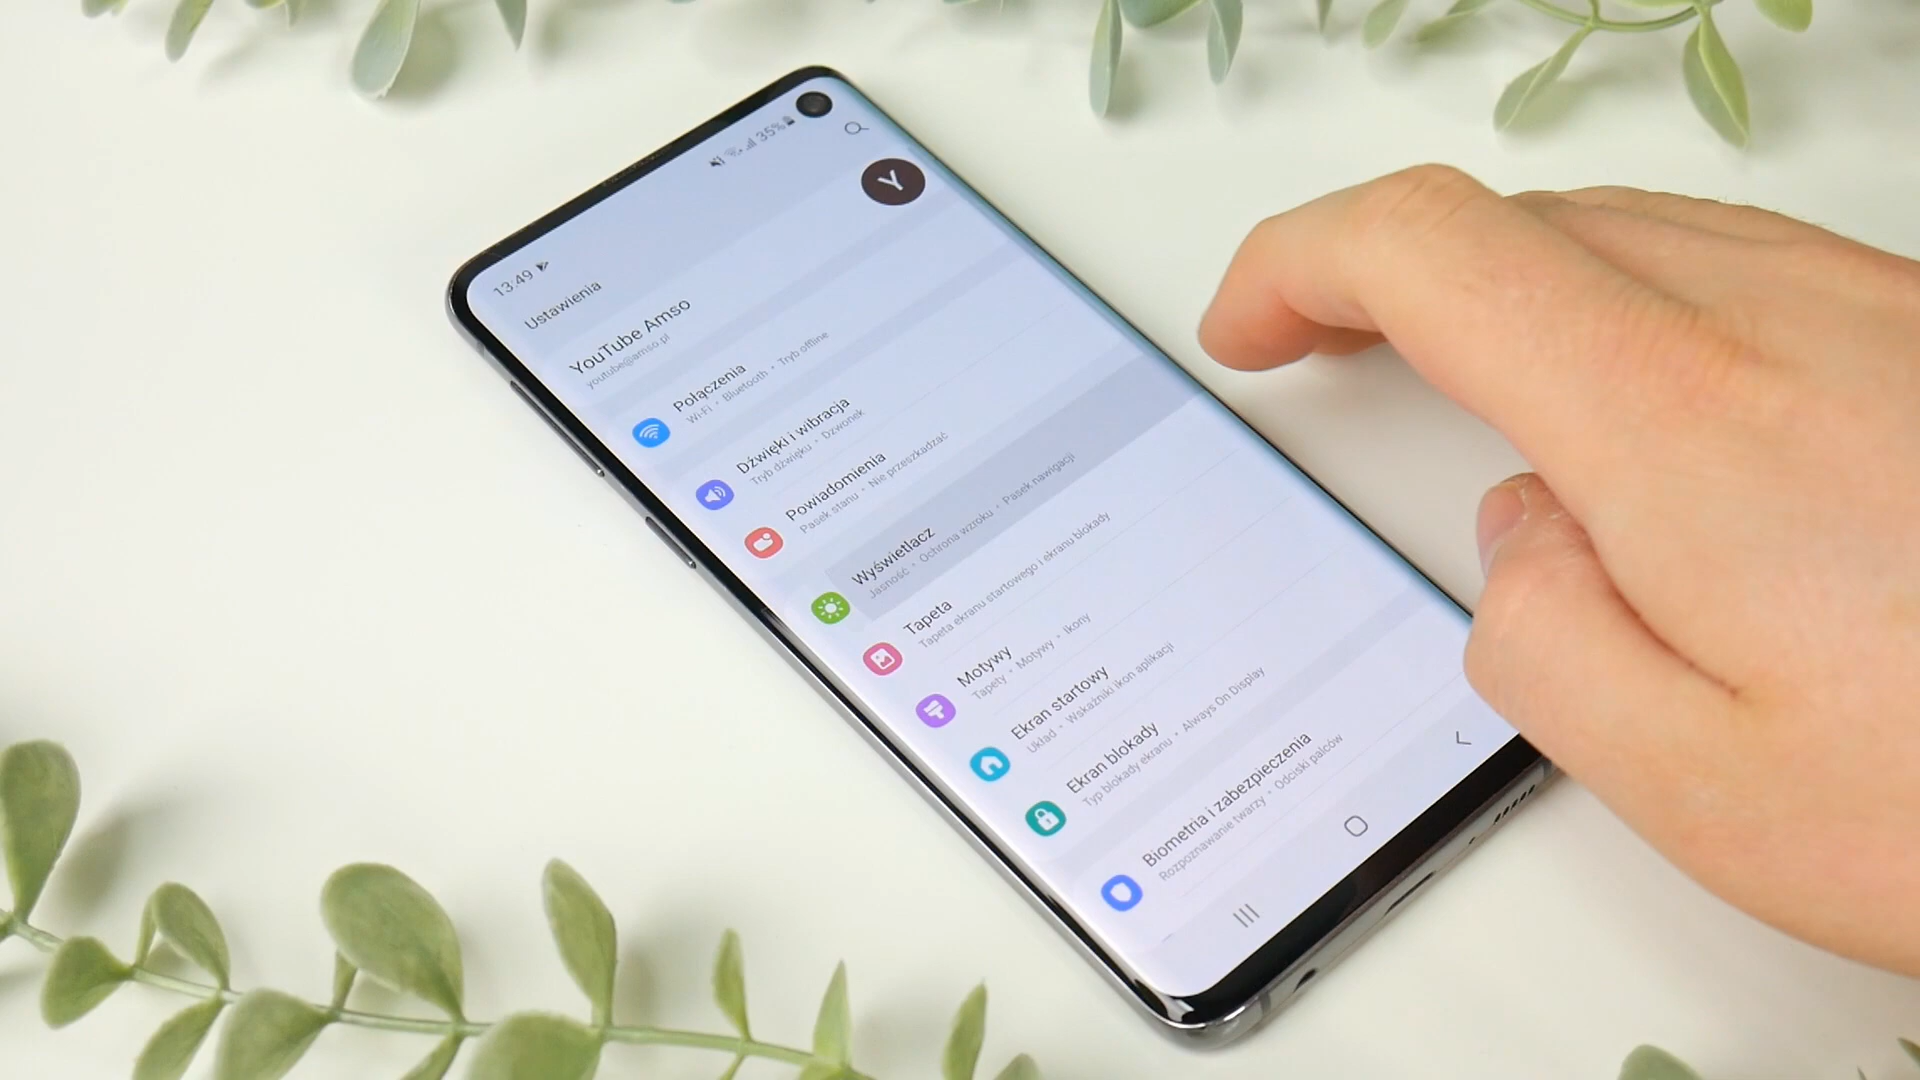 13:49
35%
Ustawienia
YouTube Amso
youtube@amso.pl
Y
Połączenia
Wi-Fi • Bluetooth • Tryb offline
Dźwięki i wibracja
Tryb dźwięku • Dzwonek
Powiadomienia
Pasek stanu • Nie przeszkadzać
Wyświetlacz
Jasność • Ochrona wzroku • Pasek nawigacji
Tapeta
Tapeta ekranu startowego i ekranu blokady
Motywy
Tapety • Motywy • Ikony
Ekran startowy
Układ • Wskaźniki ikon aplikacji
Ekran blokady
Typ blokady ekranu • Always On Display
Biometria i zabezpieczenia
Rozpoznawanie twarzy • Odciski palców